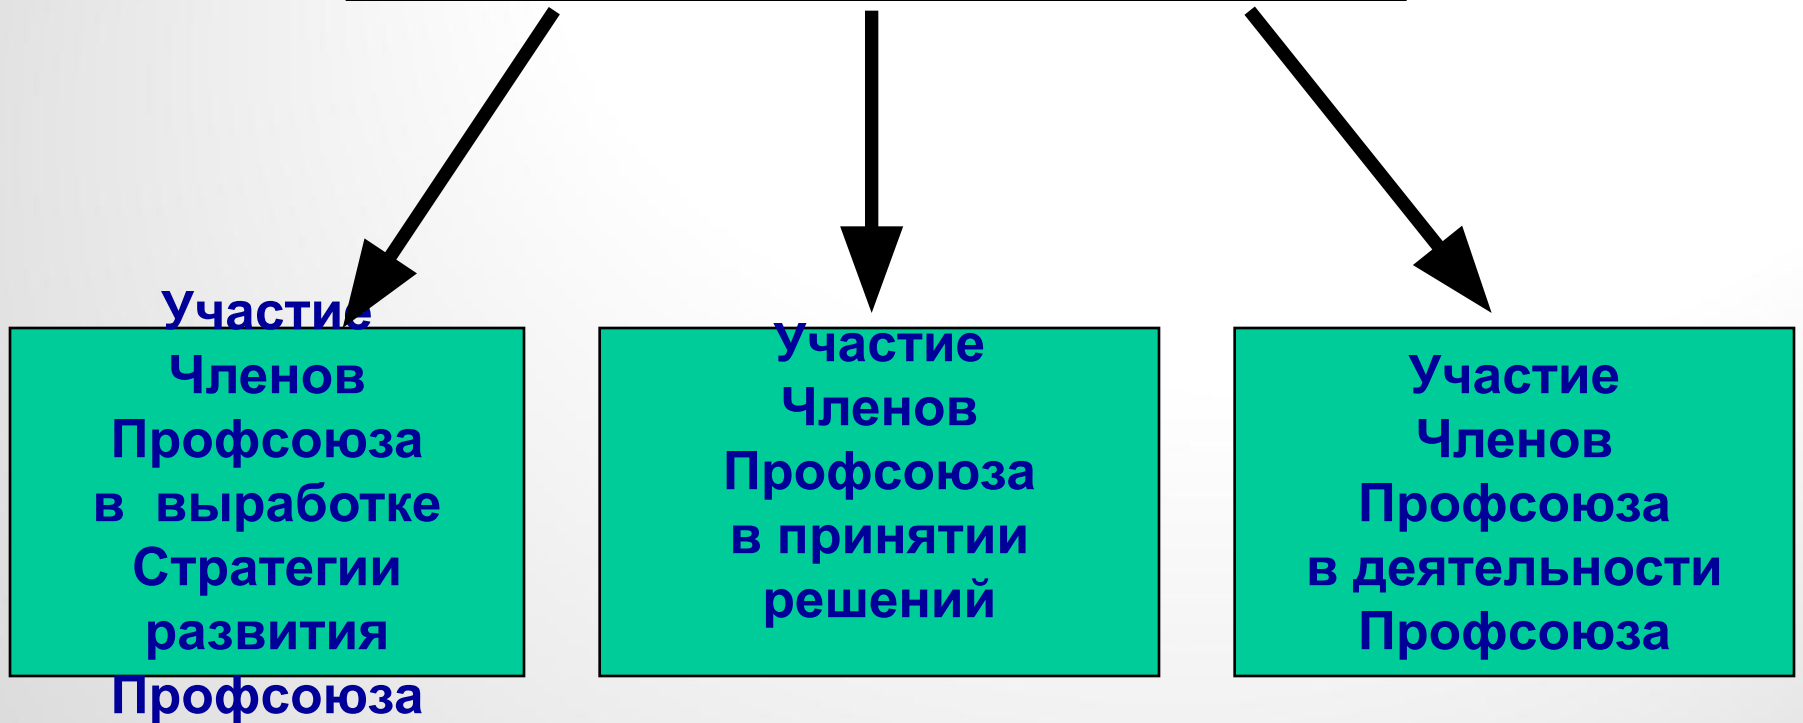 Участие
Членов
Профсоюза
в  выработке
Стратегии
развития
Профсоюза
Участие
Членов
Профсоюза
в принятии
решений
Участие
Членов
Профсоюза
в деятельности
Профсоюза